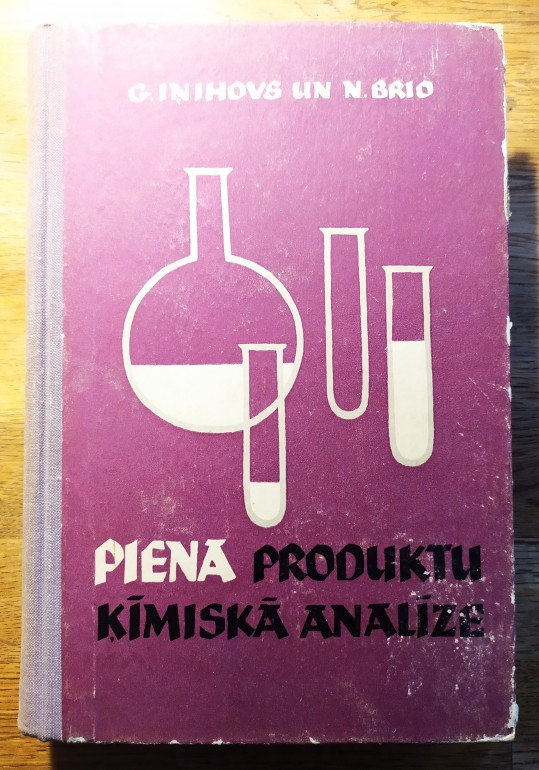 G. IŅIHOVS UN N. BRIO
PIENA PRODUKTU
ĶĪMISKĀ ANALĪZE